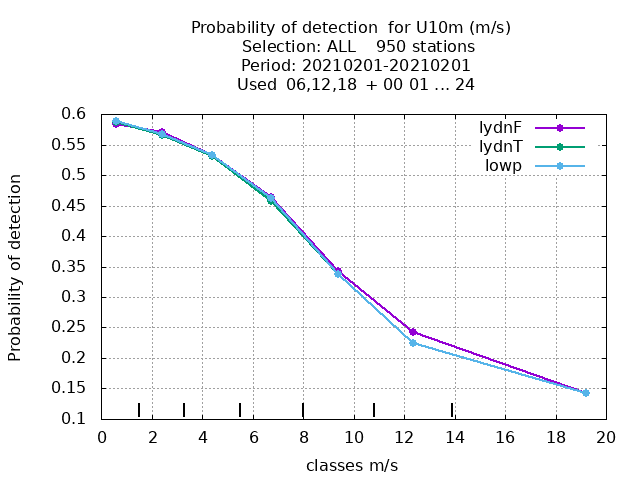 Probability of detection  for U10m (m/s)
Selection: ALL    950 stations
Period: 20210201-20210201
Used  06,12,18  + 00 01 ... 24
lydnF
lydnT
lowp
0.6
0.55
0.5
0.45
0.4
0.35
0.3
0.25
0.2
0.15
0.1
Probability of detection
0 2 4 6 8 10 12 14 16 18 20
classes m/s